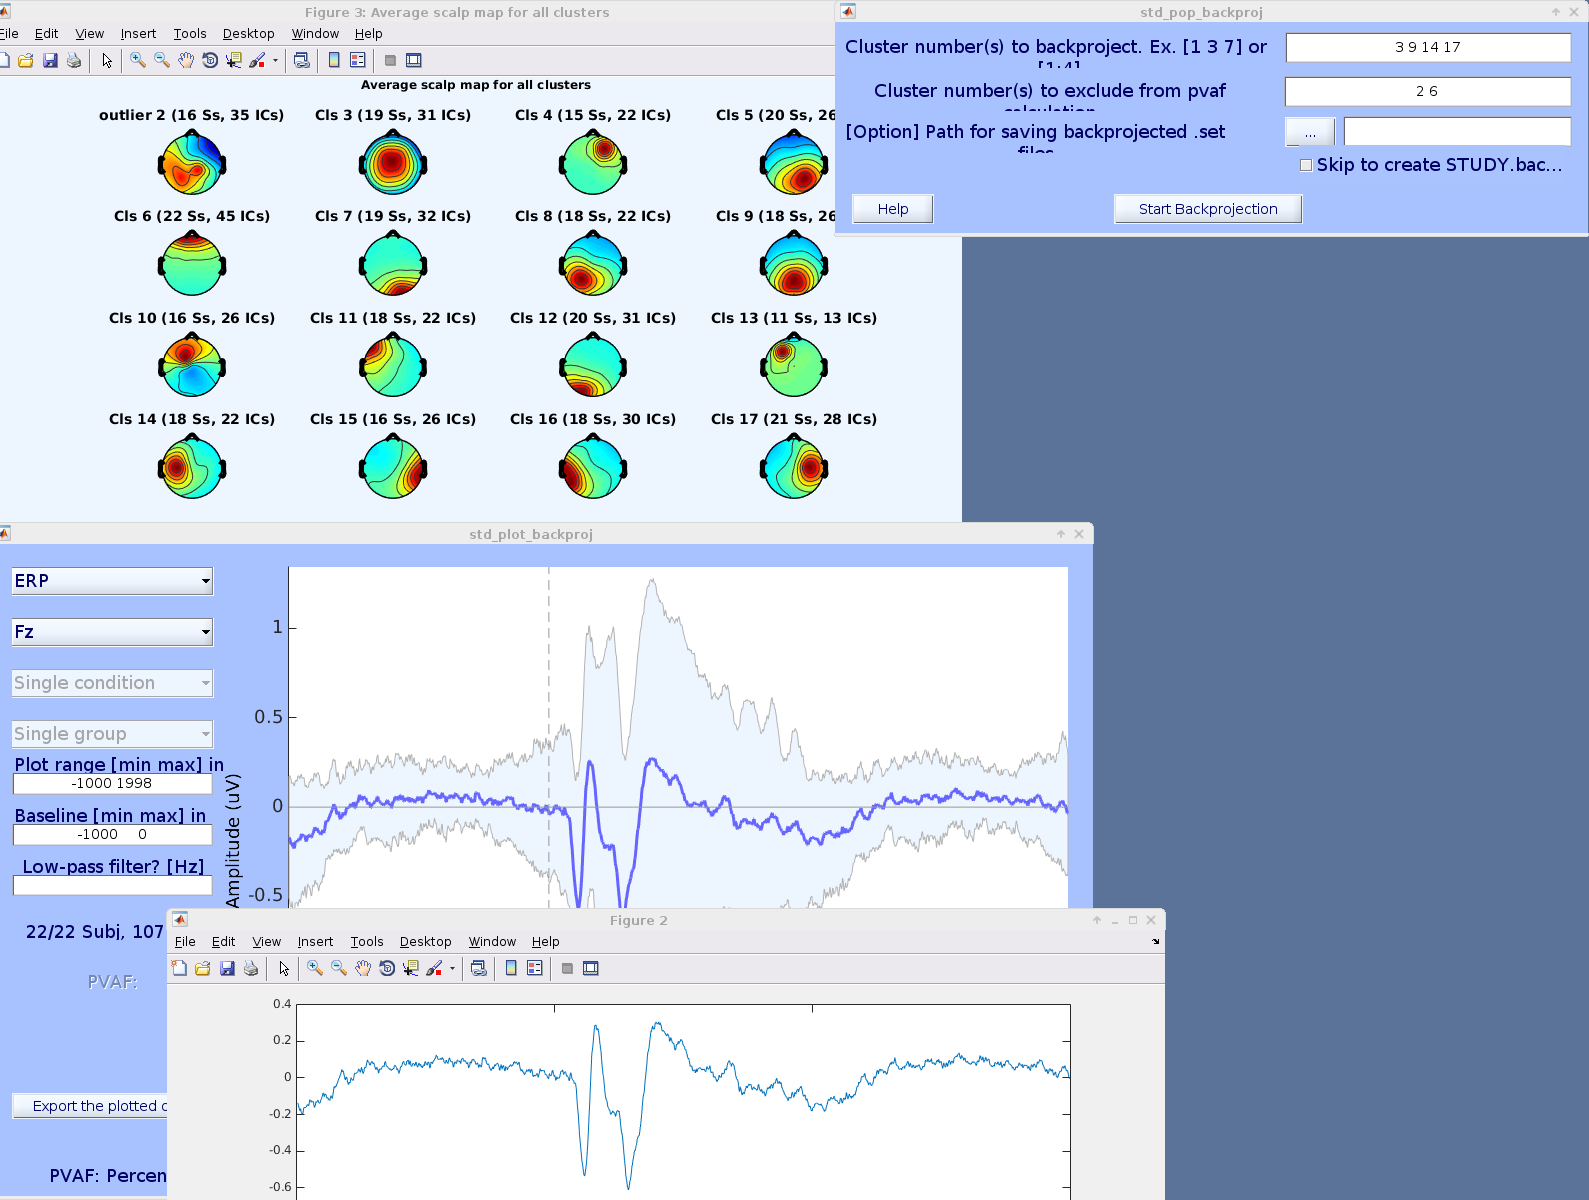 Figure 3: Average scalp map for all clusters
File Edit View Insert Tools Desktop Window Help
Average scalp map for all clusters
outlier 2 (16 Ss, 35 ICs) Cls 3 (19 Ss, 31 ICs) Cls 4 (15 Ss, 22 ICs) Cls 5 (20 Ss, 26
Cls 6 (22 Ss, 45 ICs) Cls 7 (19 Ss, 32 ICs) Cls 8 (18 Ss, 22 ICs) Cls 9 (18 Ss, 26
Cls 10 (16 Ss, 26 ICs) Cls 11 (18 Ss, 22 ICs) Cls 12 (20 Ss, 31 ICs) Cls 13 (11 Ss, 13 ICs)
Cls 14 (18 Ss, 22 ICs) Cls 15 (16 Ss, 26 ICs) Cls 16 (18 Ss, 30 ICs) Cls 17 (21 Ss, 28 ICs)
std_pop_backproj
Cluster number(s) to backproject. Ex. [1 3 7] or
[1:4]
3 9 14 17
Cluster number(s) to exclude from pvaf
calculation
2 6
[Option] Path for saving backprojected .set
files
...
Skip to create STUDY.bac...
Help
Start Backprojection
std_plot_backproj
ERP
Fz
Single condition
Single group
Plot range [min max] in
-1000 1998
Baseline [min max] in
-1000 0
Low-pass filter? [Hz]
22/22 Subj, 107
PVAF:
Export the plotted
PVAF: Percen
Amplitude (uV)
1
0.5
0
-0.5
Figure 2
File Edit View Insert Tools Desktop Window Help
0.4
0.2
0
-0.2
-0.4
-0.6